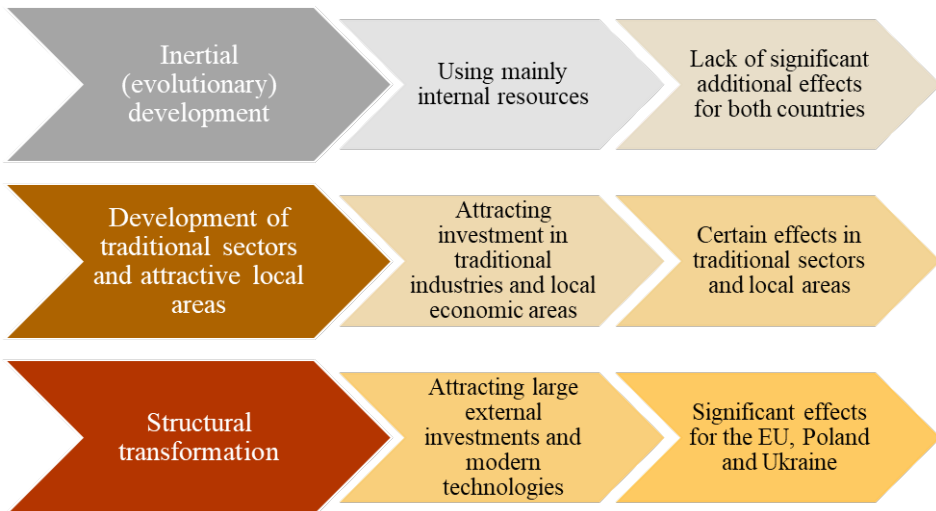 Inertial
(evolutionary)
development
Using mainly
internal resources
Lack of significant
additional effects
for both countries
Development of
traditional sectors
and attractive local
areas
Attracting
investment in
traditional
industries and local
economic areas
Certain effects in
traditional sectors
and local areas
Structural
transformation
Attracting large
external
investments and
modern
technologies
Significant effects
for the EU, Poland
and Ukraine